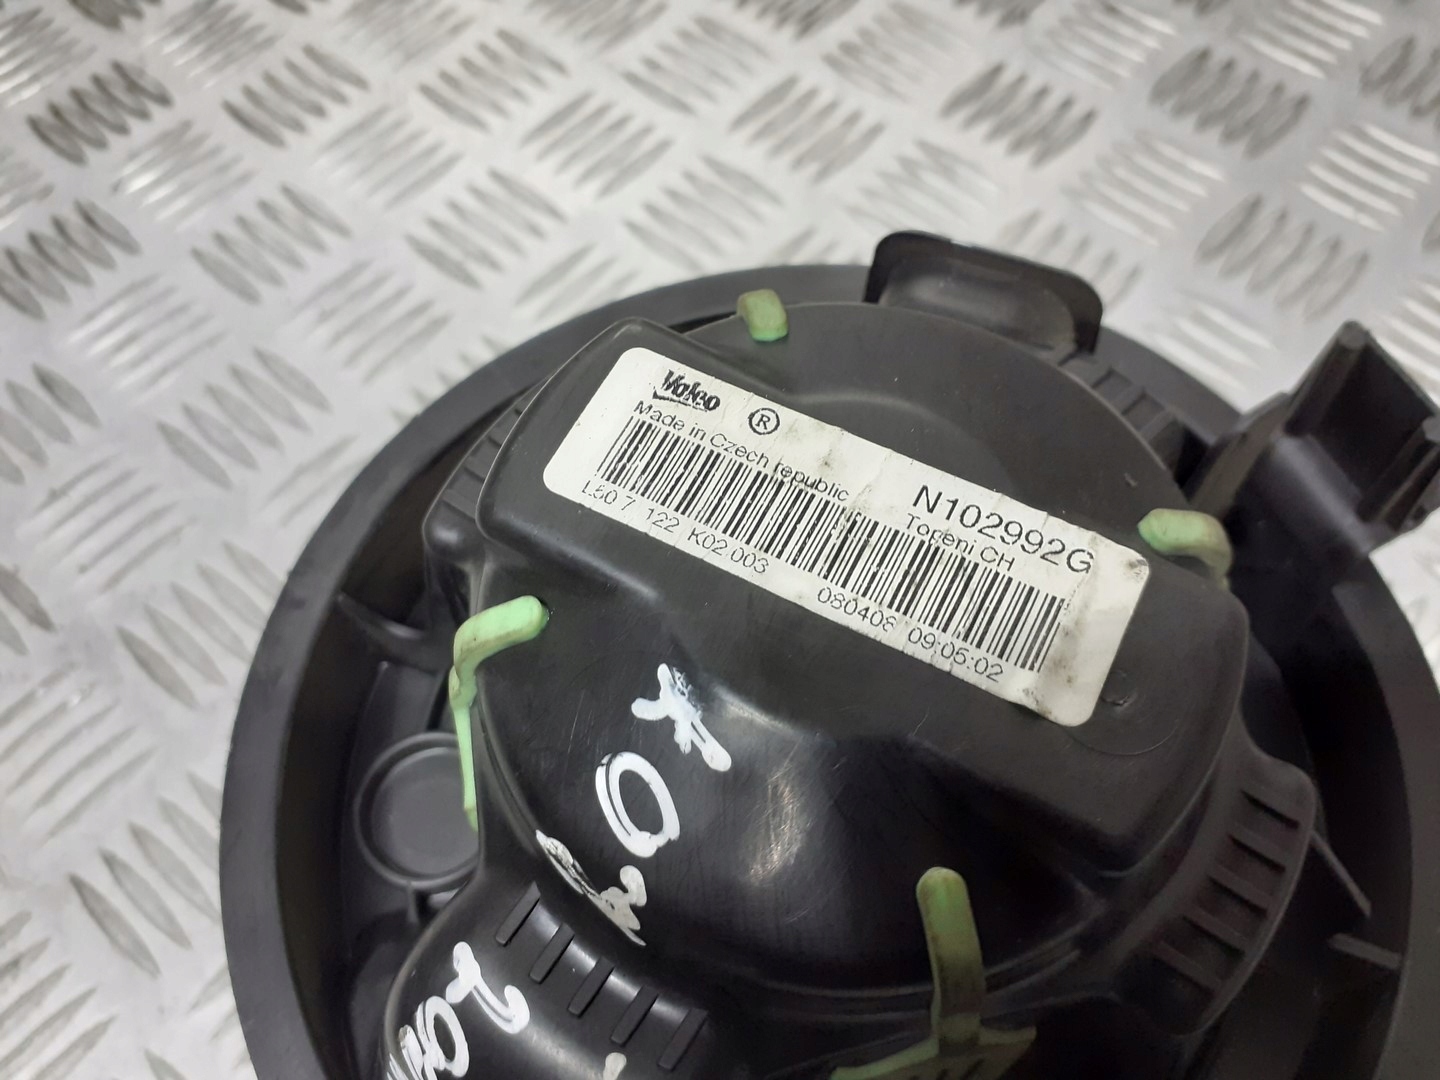 Valeo ®
Made in Czech republic
N102992G
Topeni CH
L50 7 122 K02.003
080408 09:05:02